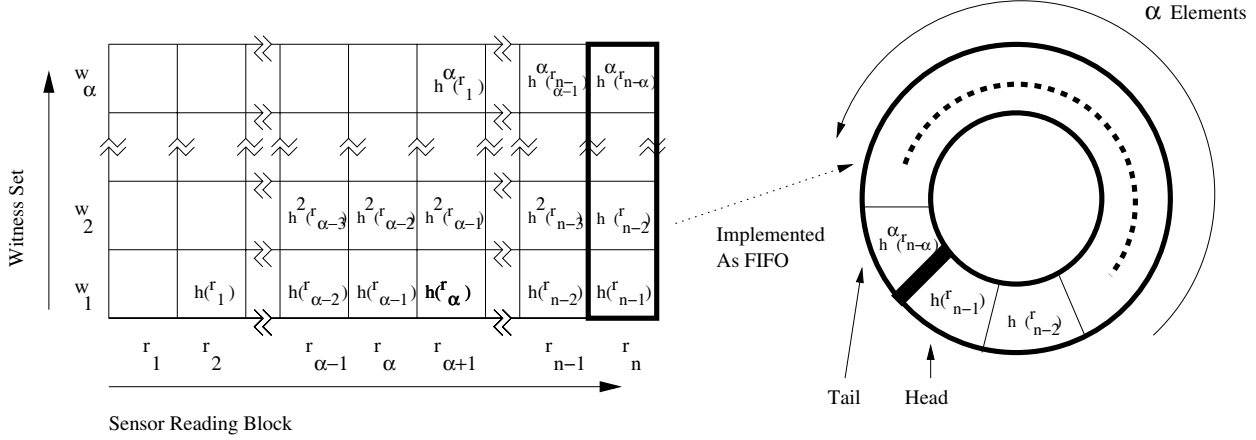 α Elements
w α
h α (r 1)
h α (r n-α-1)
h α (r n-α)
Witness Set
w 2
h 2 (r α-3)
h 2 (r α-2)
h 2 (r α-1)
h 2 (r n-3)
h (r n-2)
Implemented
As FIFO
h α (r n-α)
w 1
h(r 1)
h(r α-2)
h(r α-1)
h(r α)
h(r n-2)
h(r n-1)
h(r n-1)
h (r n-2)
r 1
r 2
r α-1
r α
r α+1
r n-1
r n
Tail
Head
Sensor Reading Block